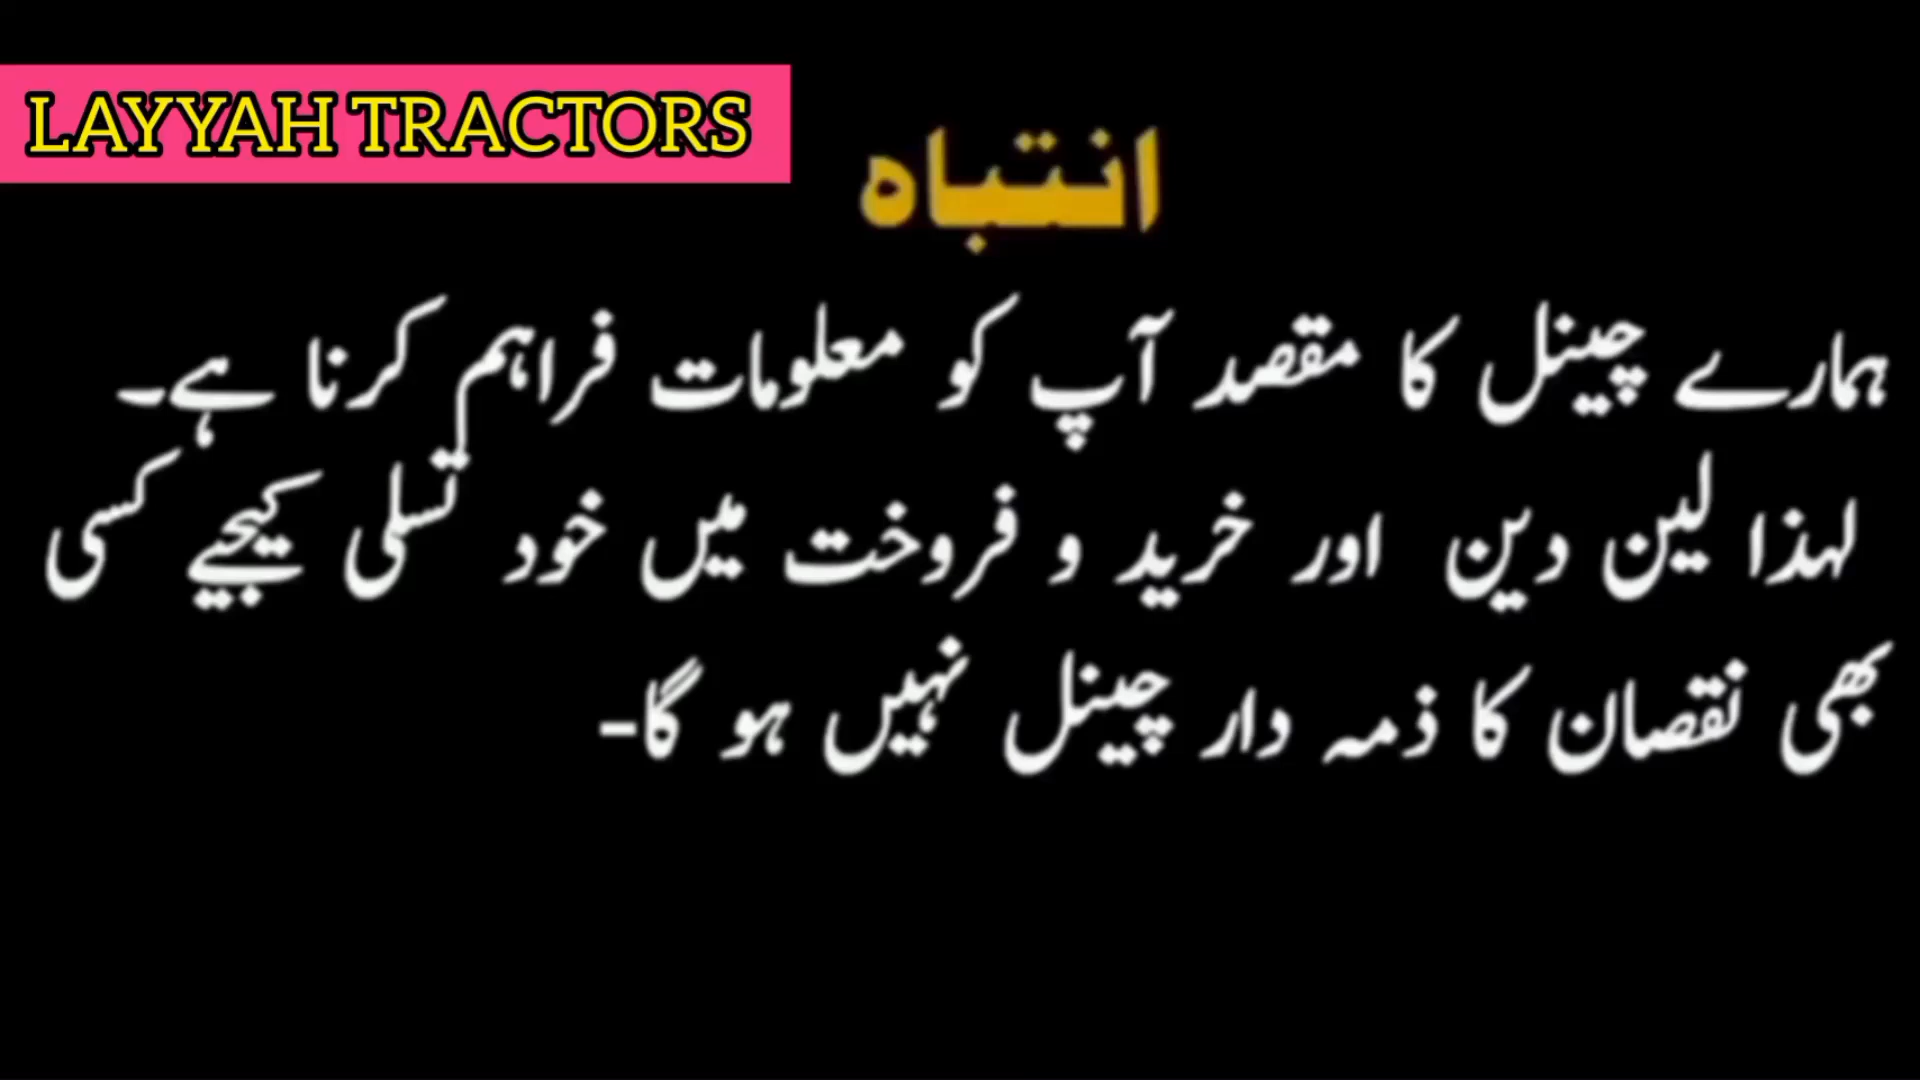 LAYYAH TRACTORS
انتباہ
ہمارے چینل کا مقصد آپ کو معلومات فراہم کرنا ہے۔
لہذا لین دین اور خرید و فروخت میں خود تسلی کیجیے کسی
بھی نقصان کا ذمہ دار چینل نہیں ہو گا-